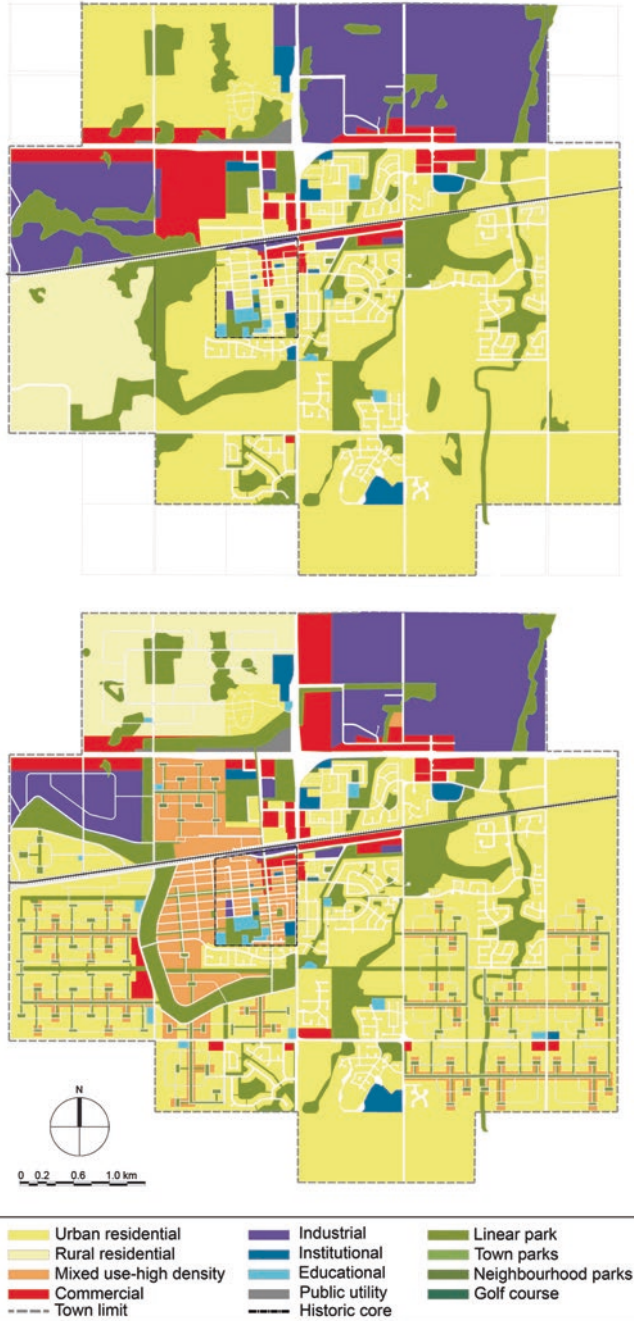 N
0 0.2 0.6 1.0 km
Urban residential
Rural residential
Mixed use-high density
Commercial
Town limit
Industrial
Institutional
Educational
Public utility
Historic core
Linear park
Town parks
Neighbourhood parks
Golf course